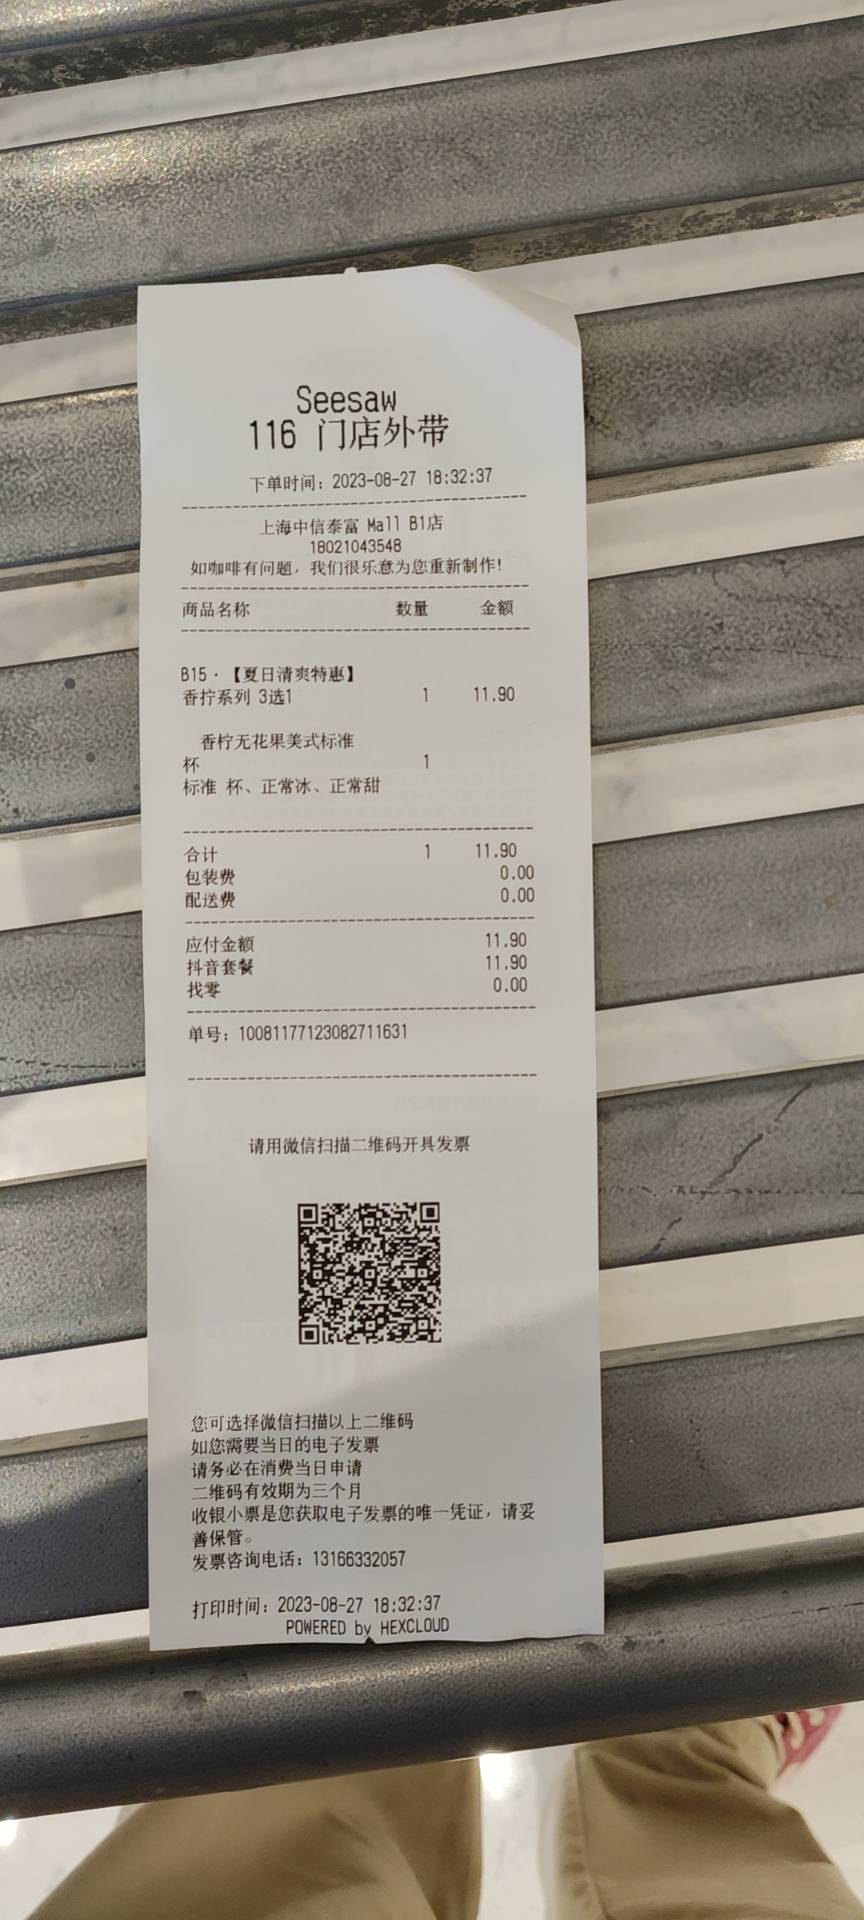 Seesaw
116 门店外带
下单时间：2023-08-27 18:32:37
上海中信泰富 Mall B1店
18021043548
如咖啡有问题，我们很乐意为您重新制作!
商品名称 数量 金额
B15·【夏日清爽特惠】
香拧系列 3选1 1 11.90
香拧无花果美式标准
杯 1
标准 杯、正常冰、正常甜
合计 1 11.90
包装费 0.00
配送费 0.00
应付金额 11.90
抖音套餐 11.90
找零 0.00
单号：10081177123082711631
请用微信扫描二维码开具发票
您可选择微信扫描以上二维码
如您需要当日的电子发票
请务必在消费当日申请
二维码有效期为三个月
收银小票是您获取电子发票的唯一凭证，请妥
善保管。
发票咨询电话：13166332057
打印时间：2023-08-27 18:32:37
POWERED by HEXCLOUD